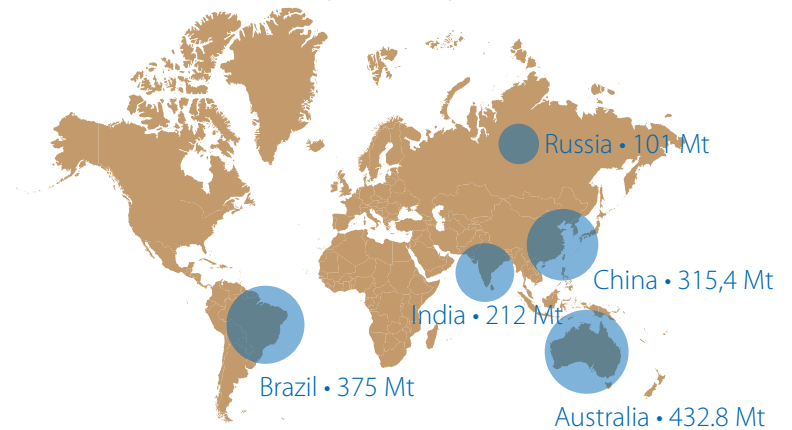 Russia • 101 Mt
China • 315,4 Mt
India • 212 Mt
Brazil • 375 Mt
Australia • 432.8 Mt